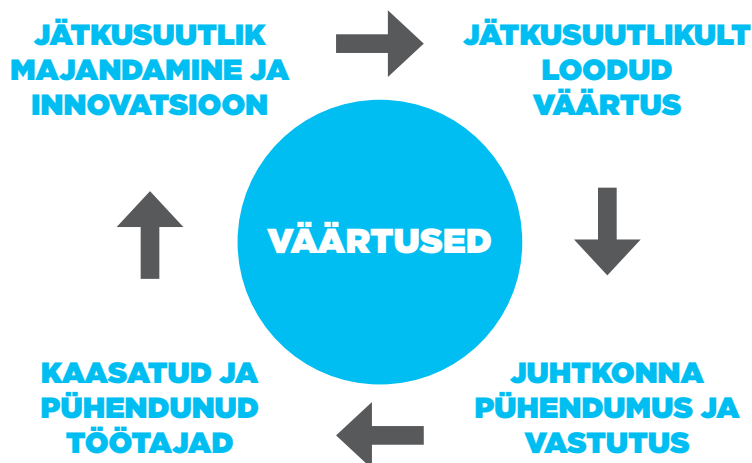 JÄTKUSUUTLIK
MAJANDAMINE JA
INNOVATSIOON
JÄTKUSUUTLIKULT
LOODUD
VÄÄRTUS
VÄÄRTUSED
KAASATUD JA
PÜHENDUNUD
TÖÖTAJAD
JUHTKONNA
PÜHENDUMUS JA
VASTUTUS